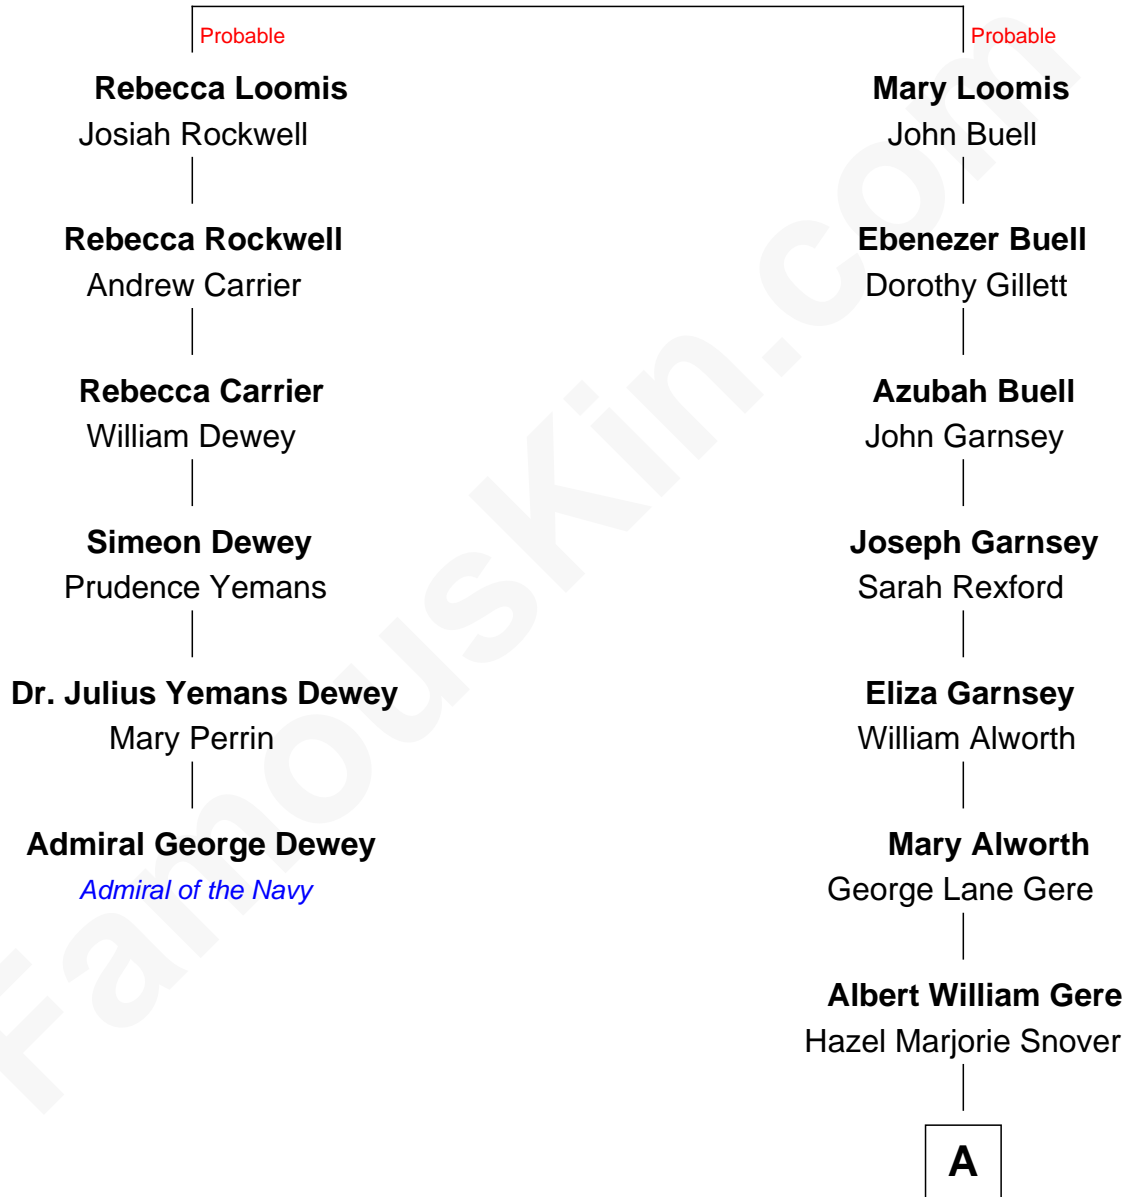 Probable
Rebecca Loomis
Josiah Rockwell
Rebecca Rockwell
Andrew Carrier
Rebecca Carrier
William Dewey
Simeon Dewey
Prudence Yemans
Dr. Julius Yemans Dewey
Mary Perrin
Admiral George Dewey
Admiral of the Navy
Probable
Mary Loomis
John Buell
Ebenezer Buell
Dorothy Gillett
Azubah Buell
John Garnsey
Joseph Garnsey
Sarah Rexford
Eliza Garnsey
William Alworth
Mary Alworth
George Lane Gere
Albert William Gere
Hazel Marjorie Snover
A
FamousKin.com